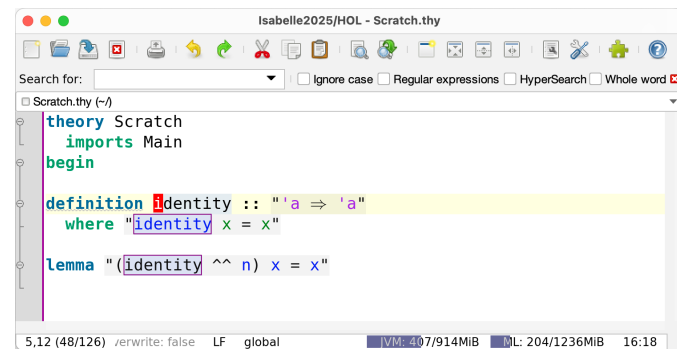 Isabelle2025/HOL - Scratch.thy
Search for: Ignore case Regular expressions HyperSearch Whole word
Scratch.thy (~/)
theory Scratch
imports Main
begin
definition identity :: "'a ⇒ 'a"
where "identity x = x"
lemma "(identity ^^ n) x = x"
5,12 (48/126) verwrite: false LF global JVM: 407/914MiB ML: 204/1236MiB 16:18